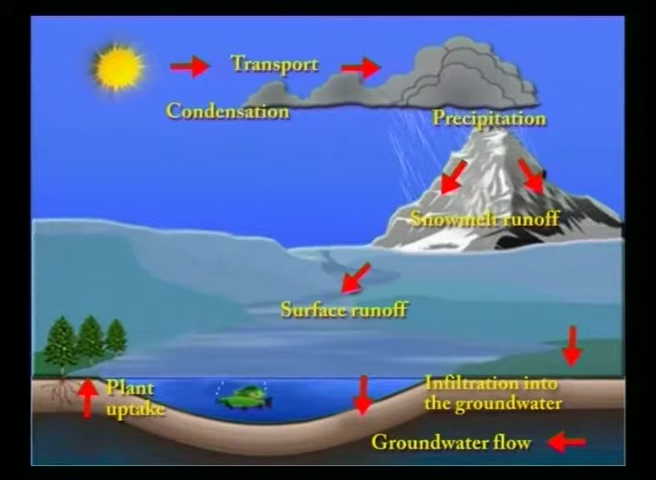 Transport
Condensation
Precipitation
Snowmelt runoff
Surface runoff
Plant
uptake
Infiltration into
the groundwater
Groundwater flow